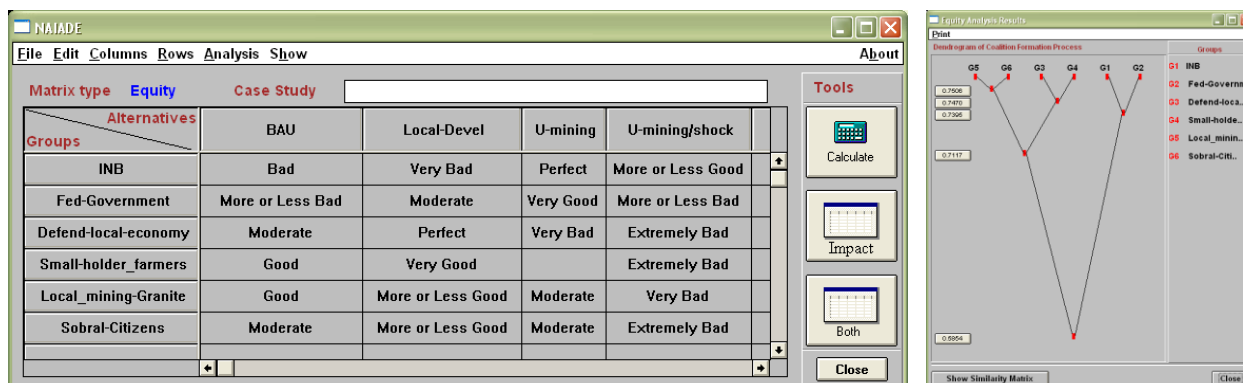 NAIADE
File Edit Columns Rows Analysis Show About
Matrix type Equity Case Study
Alternatives
Groups
BAU Local-Devel U-mining U-mining/shock
INB Bad Very Bad Perfect More or Less Good
Fed-Government More or Less Bad Moderate Very Good More or Less Bad
Defend-local-economy Moderate Perfect Very Bad Extremely Bad
Small-holder_farmers Good Very Good Extremely Bad
Local_mining-Granite Good More or Less Good Moderate Very Bad
Sobral-Citizens Moderate More or Less Good Moderate Extremely Bad
Tools
Calculate
Impact
Both
Close
Equity Analysis Results
Print
Dendrogram of Coalition Formation Process
G5 G6 G3 G4 G1 G2
0.7506
0.7470
0.7395
0.7117
0.5954
Show Similarity Matrix
Groups
G1 INB
G2 Fed-Governm
G3 Defend-loca..
G4 Small-holde..
G5 Local_minin..
G6 Sobral-Citi..
Close